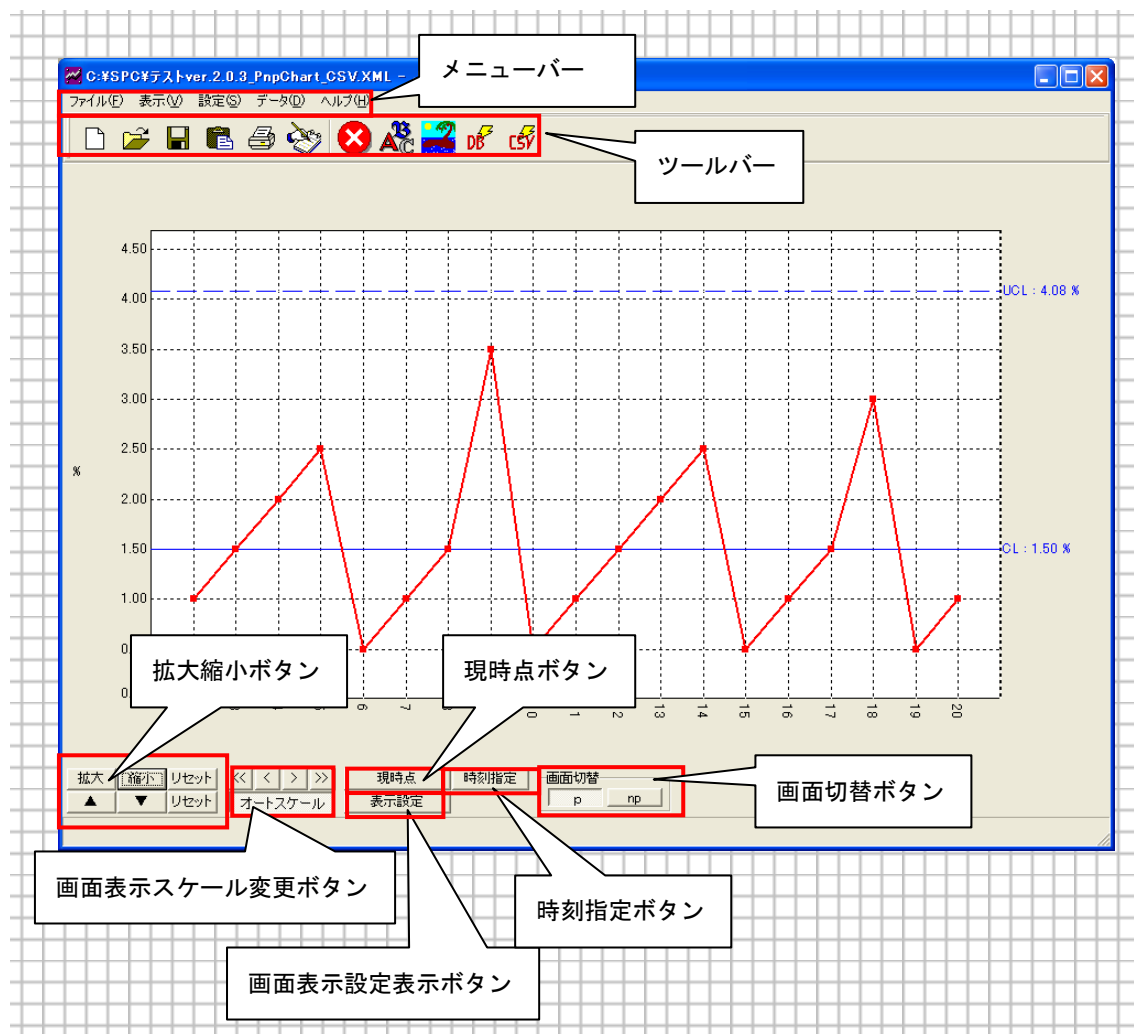 メニューバー
C:¥SPC¥テストver.2.0.3_PnpChart_CSV.XML -
ファイル(F) 表示(V) 設定(S) データ(D) ヘルプ(H)
DB CSV
ツールバー
4.50
4.00
UCL : 4.08 %
3.50
3.00
2.50
%
2.00
1.50
CL : 1.50 %
1.00
拡大縮小ボタン
現時点ボタン
6 7 13 14 15 16 17 18 19 20
拡大 縮小 リセット << < > >> 現時点 時刻指定 画面切替
▲ ▼ リセット オートスケール 表示設定 p np
画面切替ボタン
画面表示スケール変更ボタン
時刻指定ボタン
画面表示設定表示ボタン